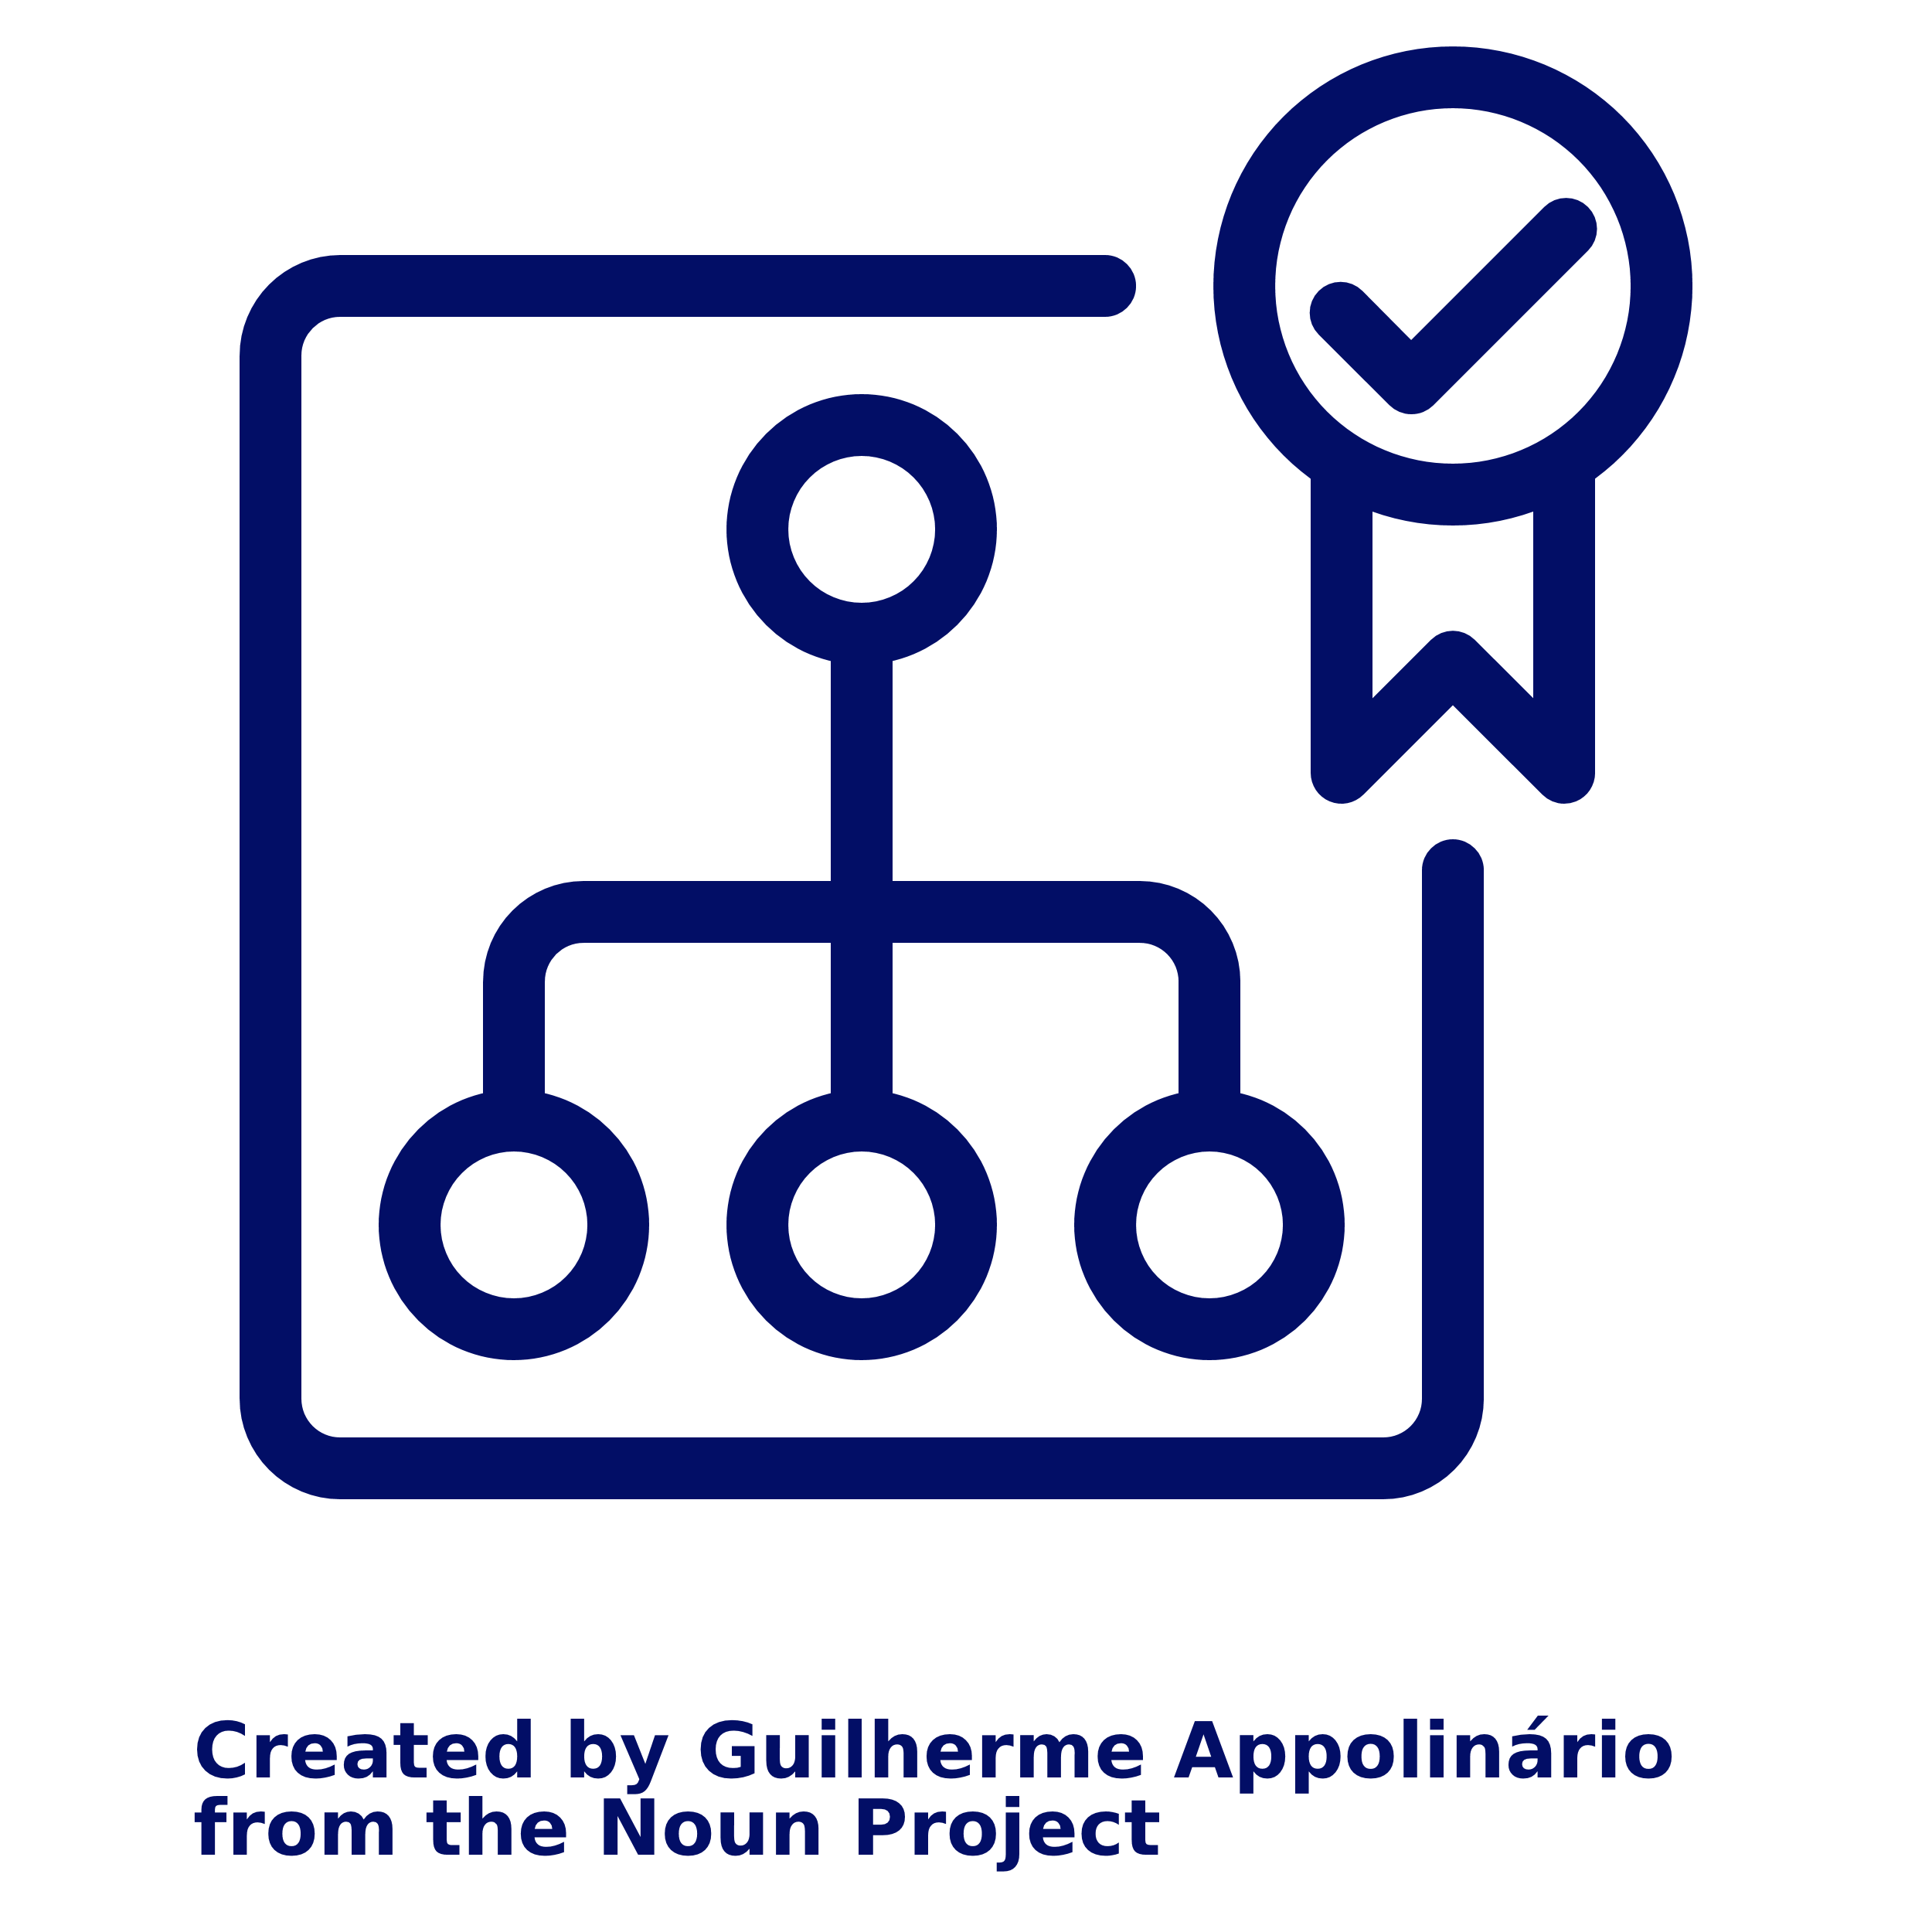 Created by Guilherme Appolinário
from the Noun Project